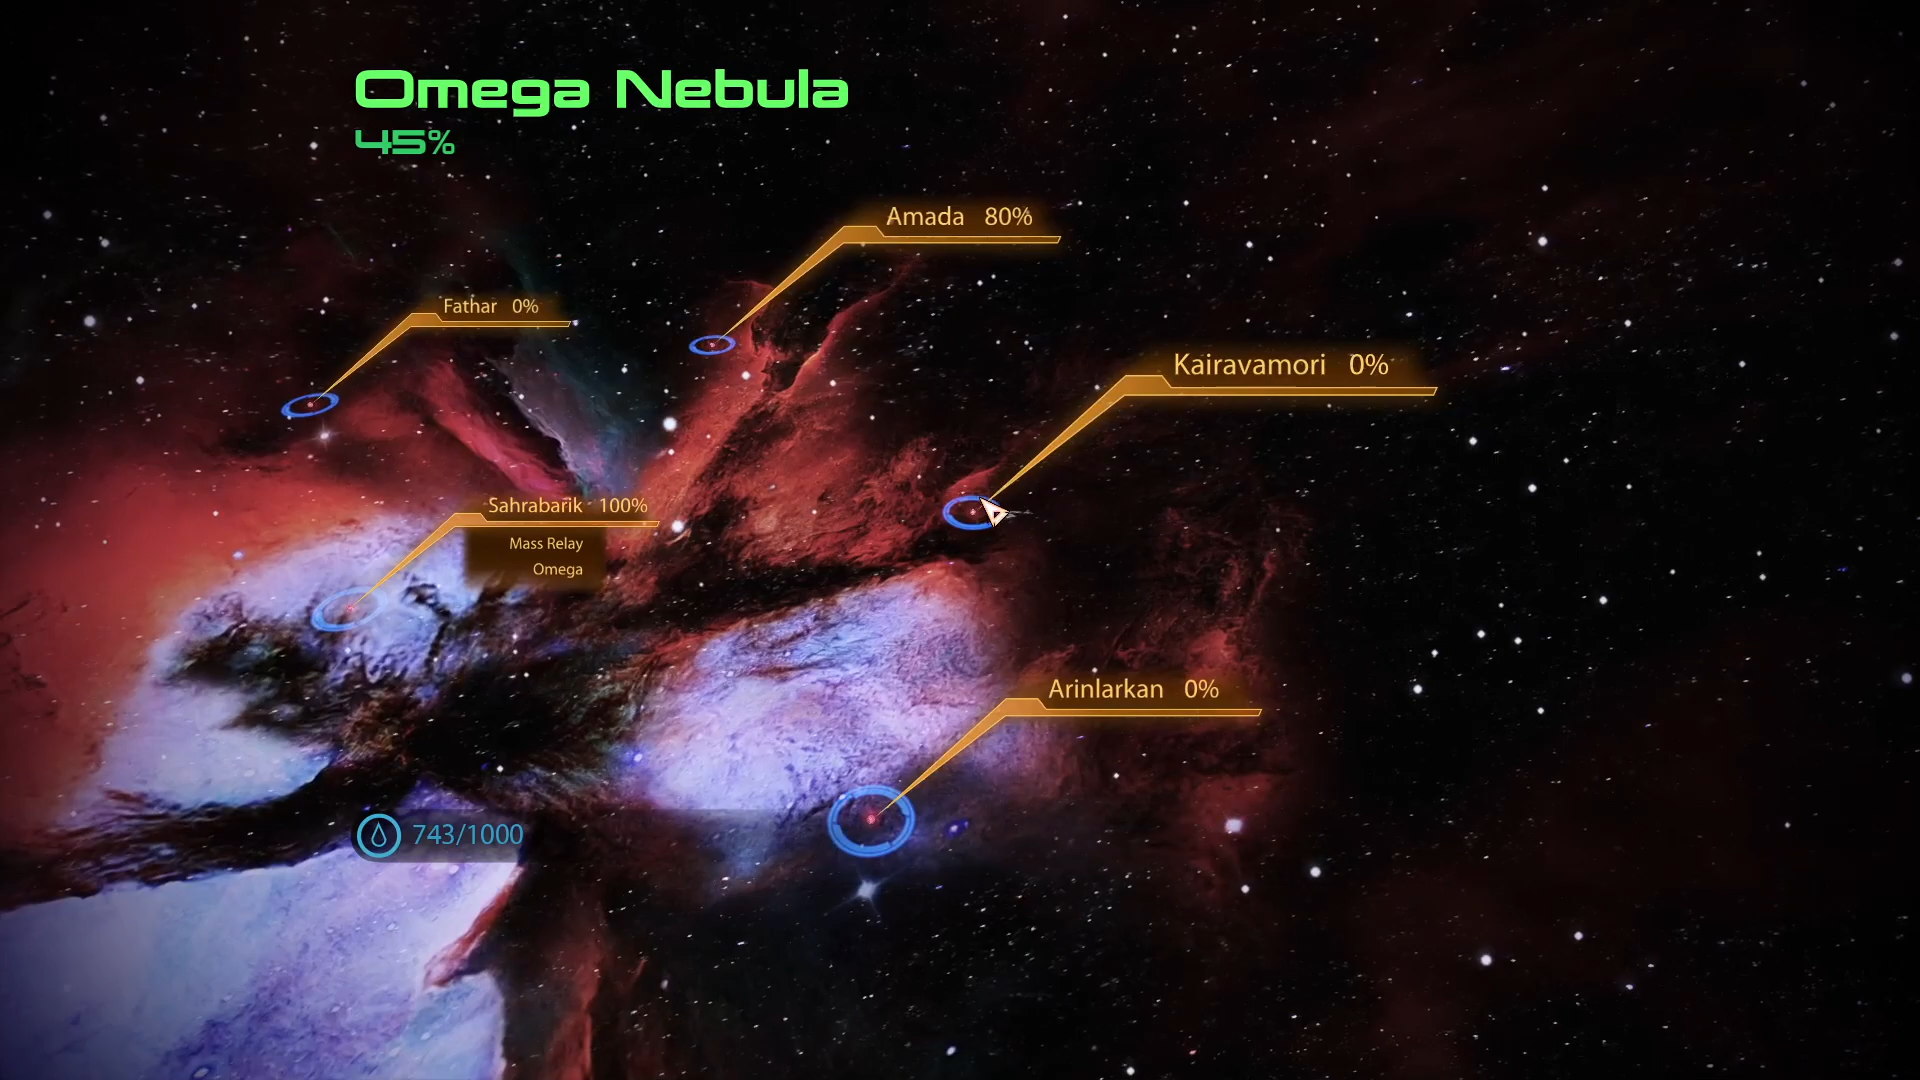 Omega Nebula
45%
Amada 80%
Fathar 0%
Kairavamori 0%
Sahrabarik 100%
Mass Relay
Omega
Arinlarkan 0%
743/1000